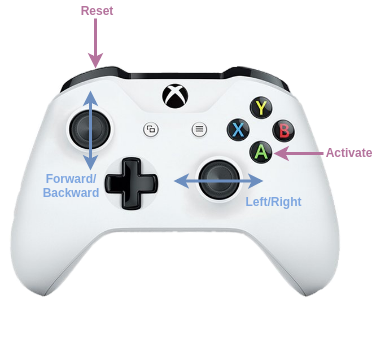 Reset
Y
X
B
A
Activate
Forward/
Backward
Left/Right